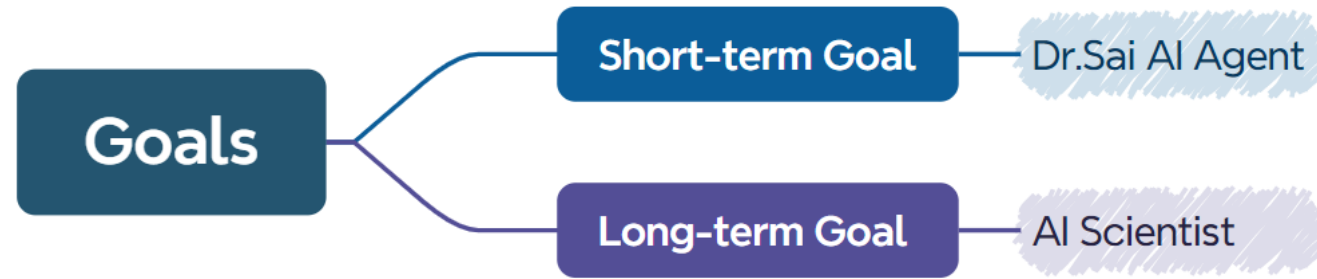 Goals
Short-term Goal
Dr.Sai AI Agent
Long-term Goal
AI Scientist